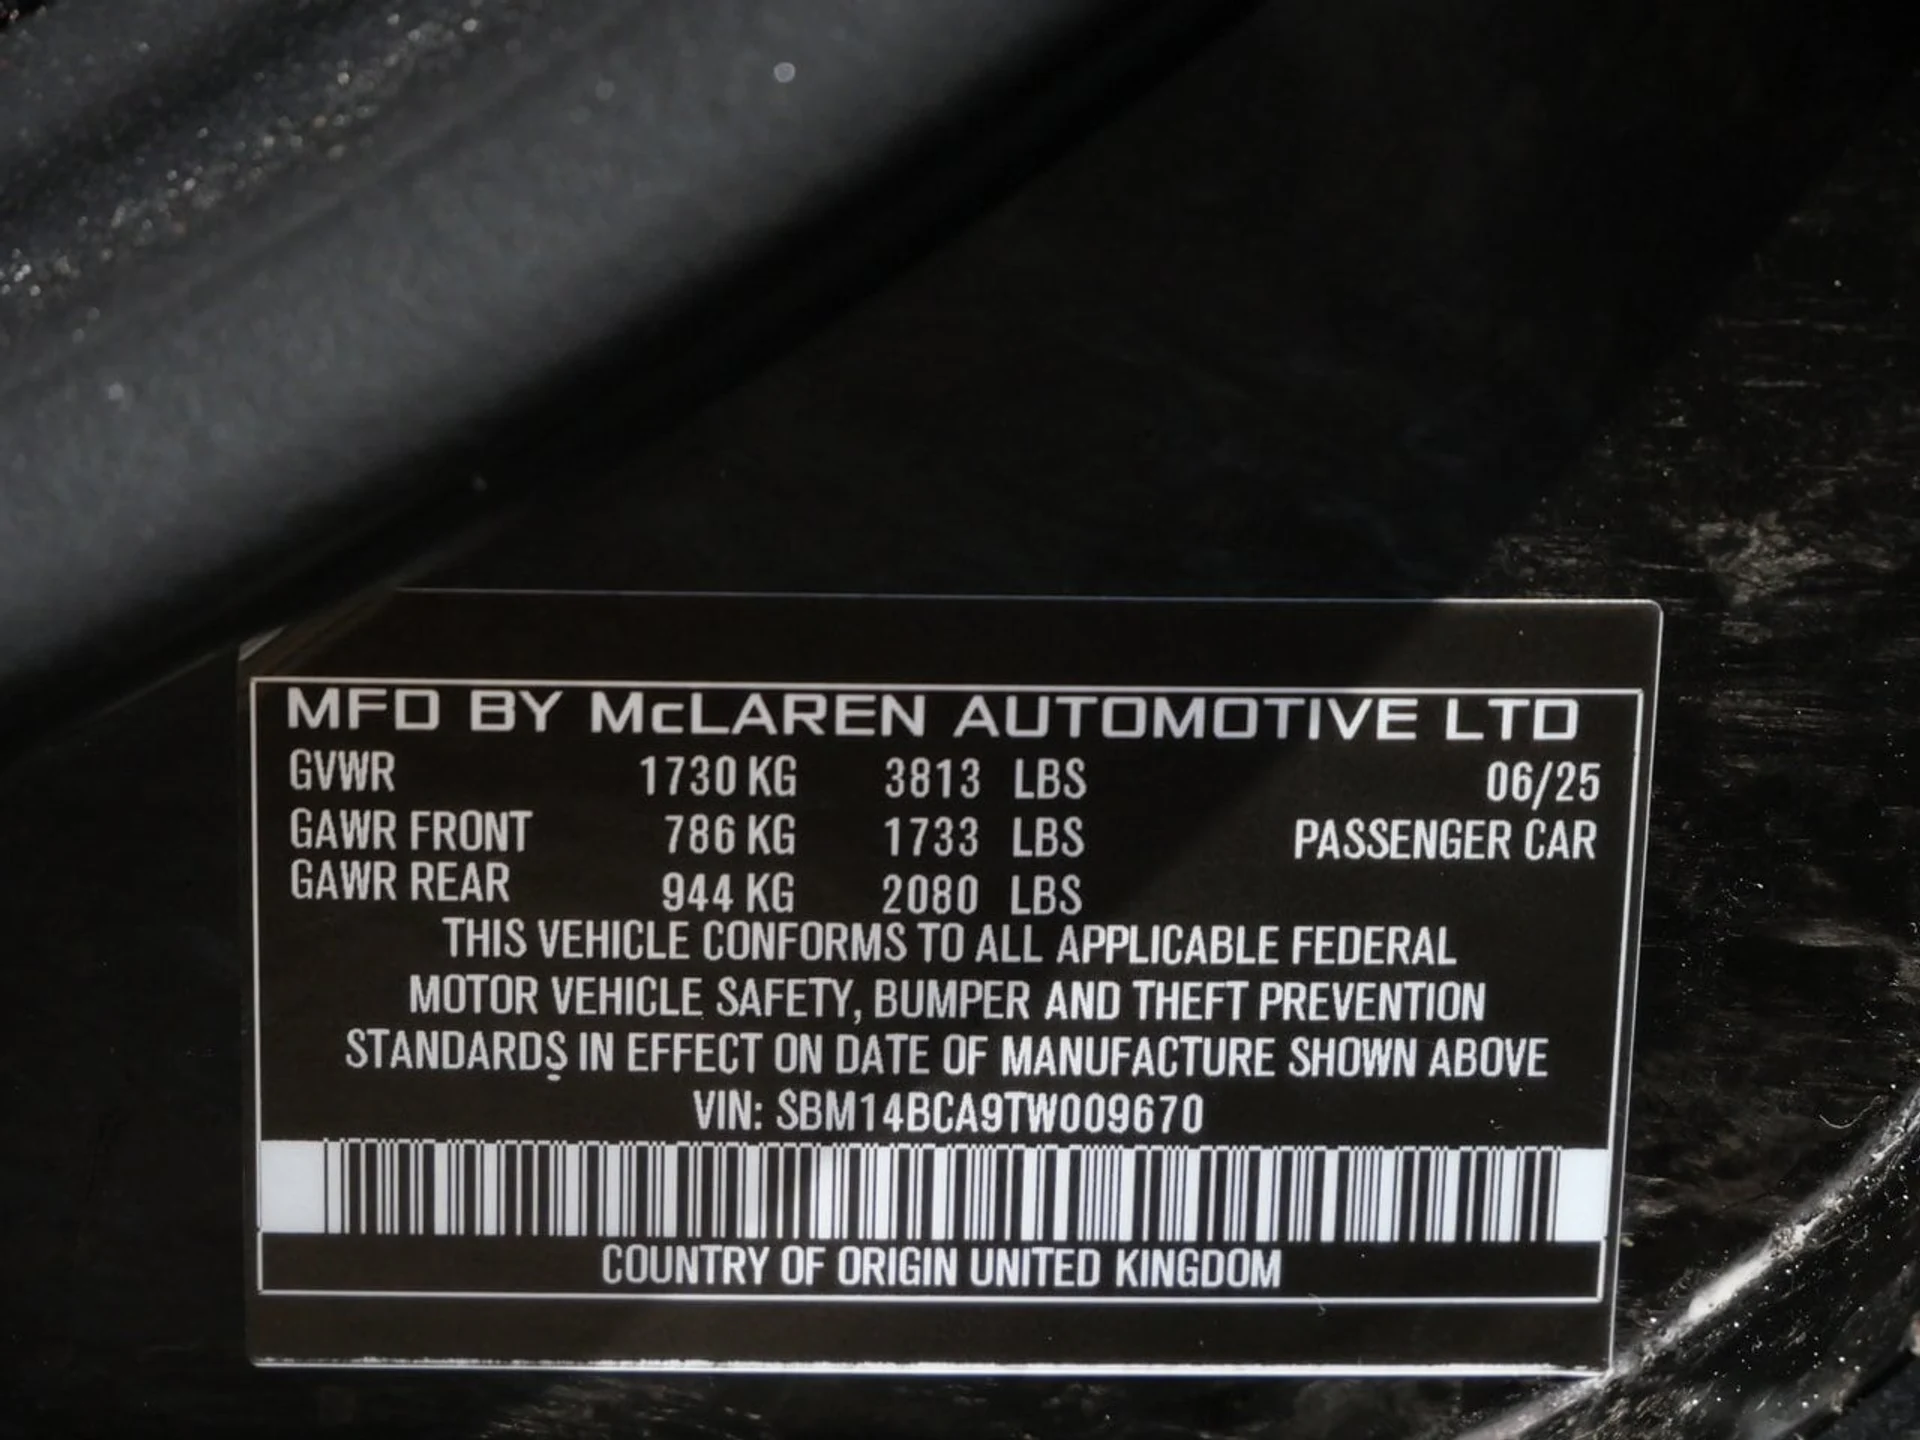 MFD BY McLAREN AUTOMOTIVE LTD
GVWR 1730 KG 3813 LBS 06/25
GAWR FRONT 786 KG 1733 LBS PASSENGER CAR
GAWR REAR 944 KG 2080 LBS
THIS VEHICLE CONFORMS TO ALL APPLICABLE FEDERAL
MOTOR VEHICLE SAFETY, BUMPER AND THEFT PREVENTION
STANDARDS IN EFFECT ON DATE OF MANUFACTURE SHOWN ABOVE
VIN: SBM14BCA9TW009670
COUNTRY OF ORIGIN UNITED KINGDOM